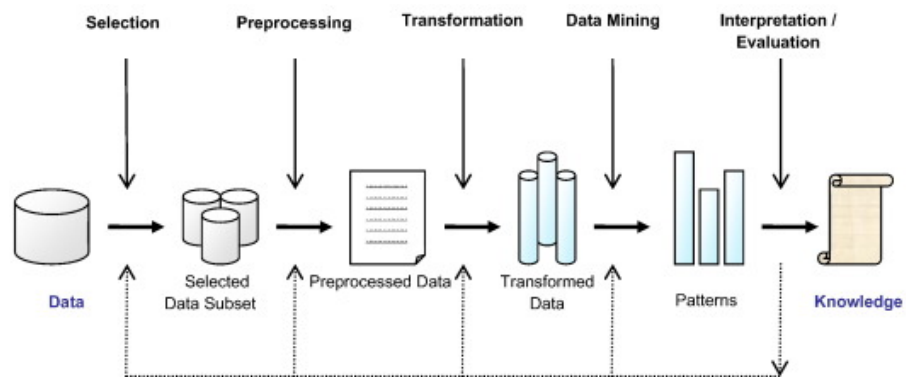 Selection
Preprocessing
Transformation
Data Mining
Interpretation /
Evaluation
Data
Selected
Data Subset
Preprocessed Data
Transformed
Data
Patterns
Knowledge